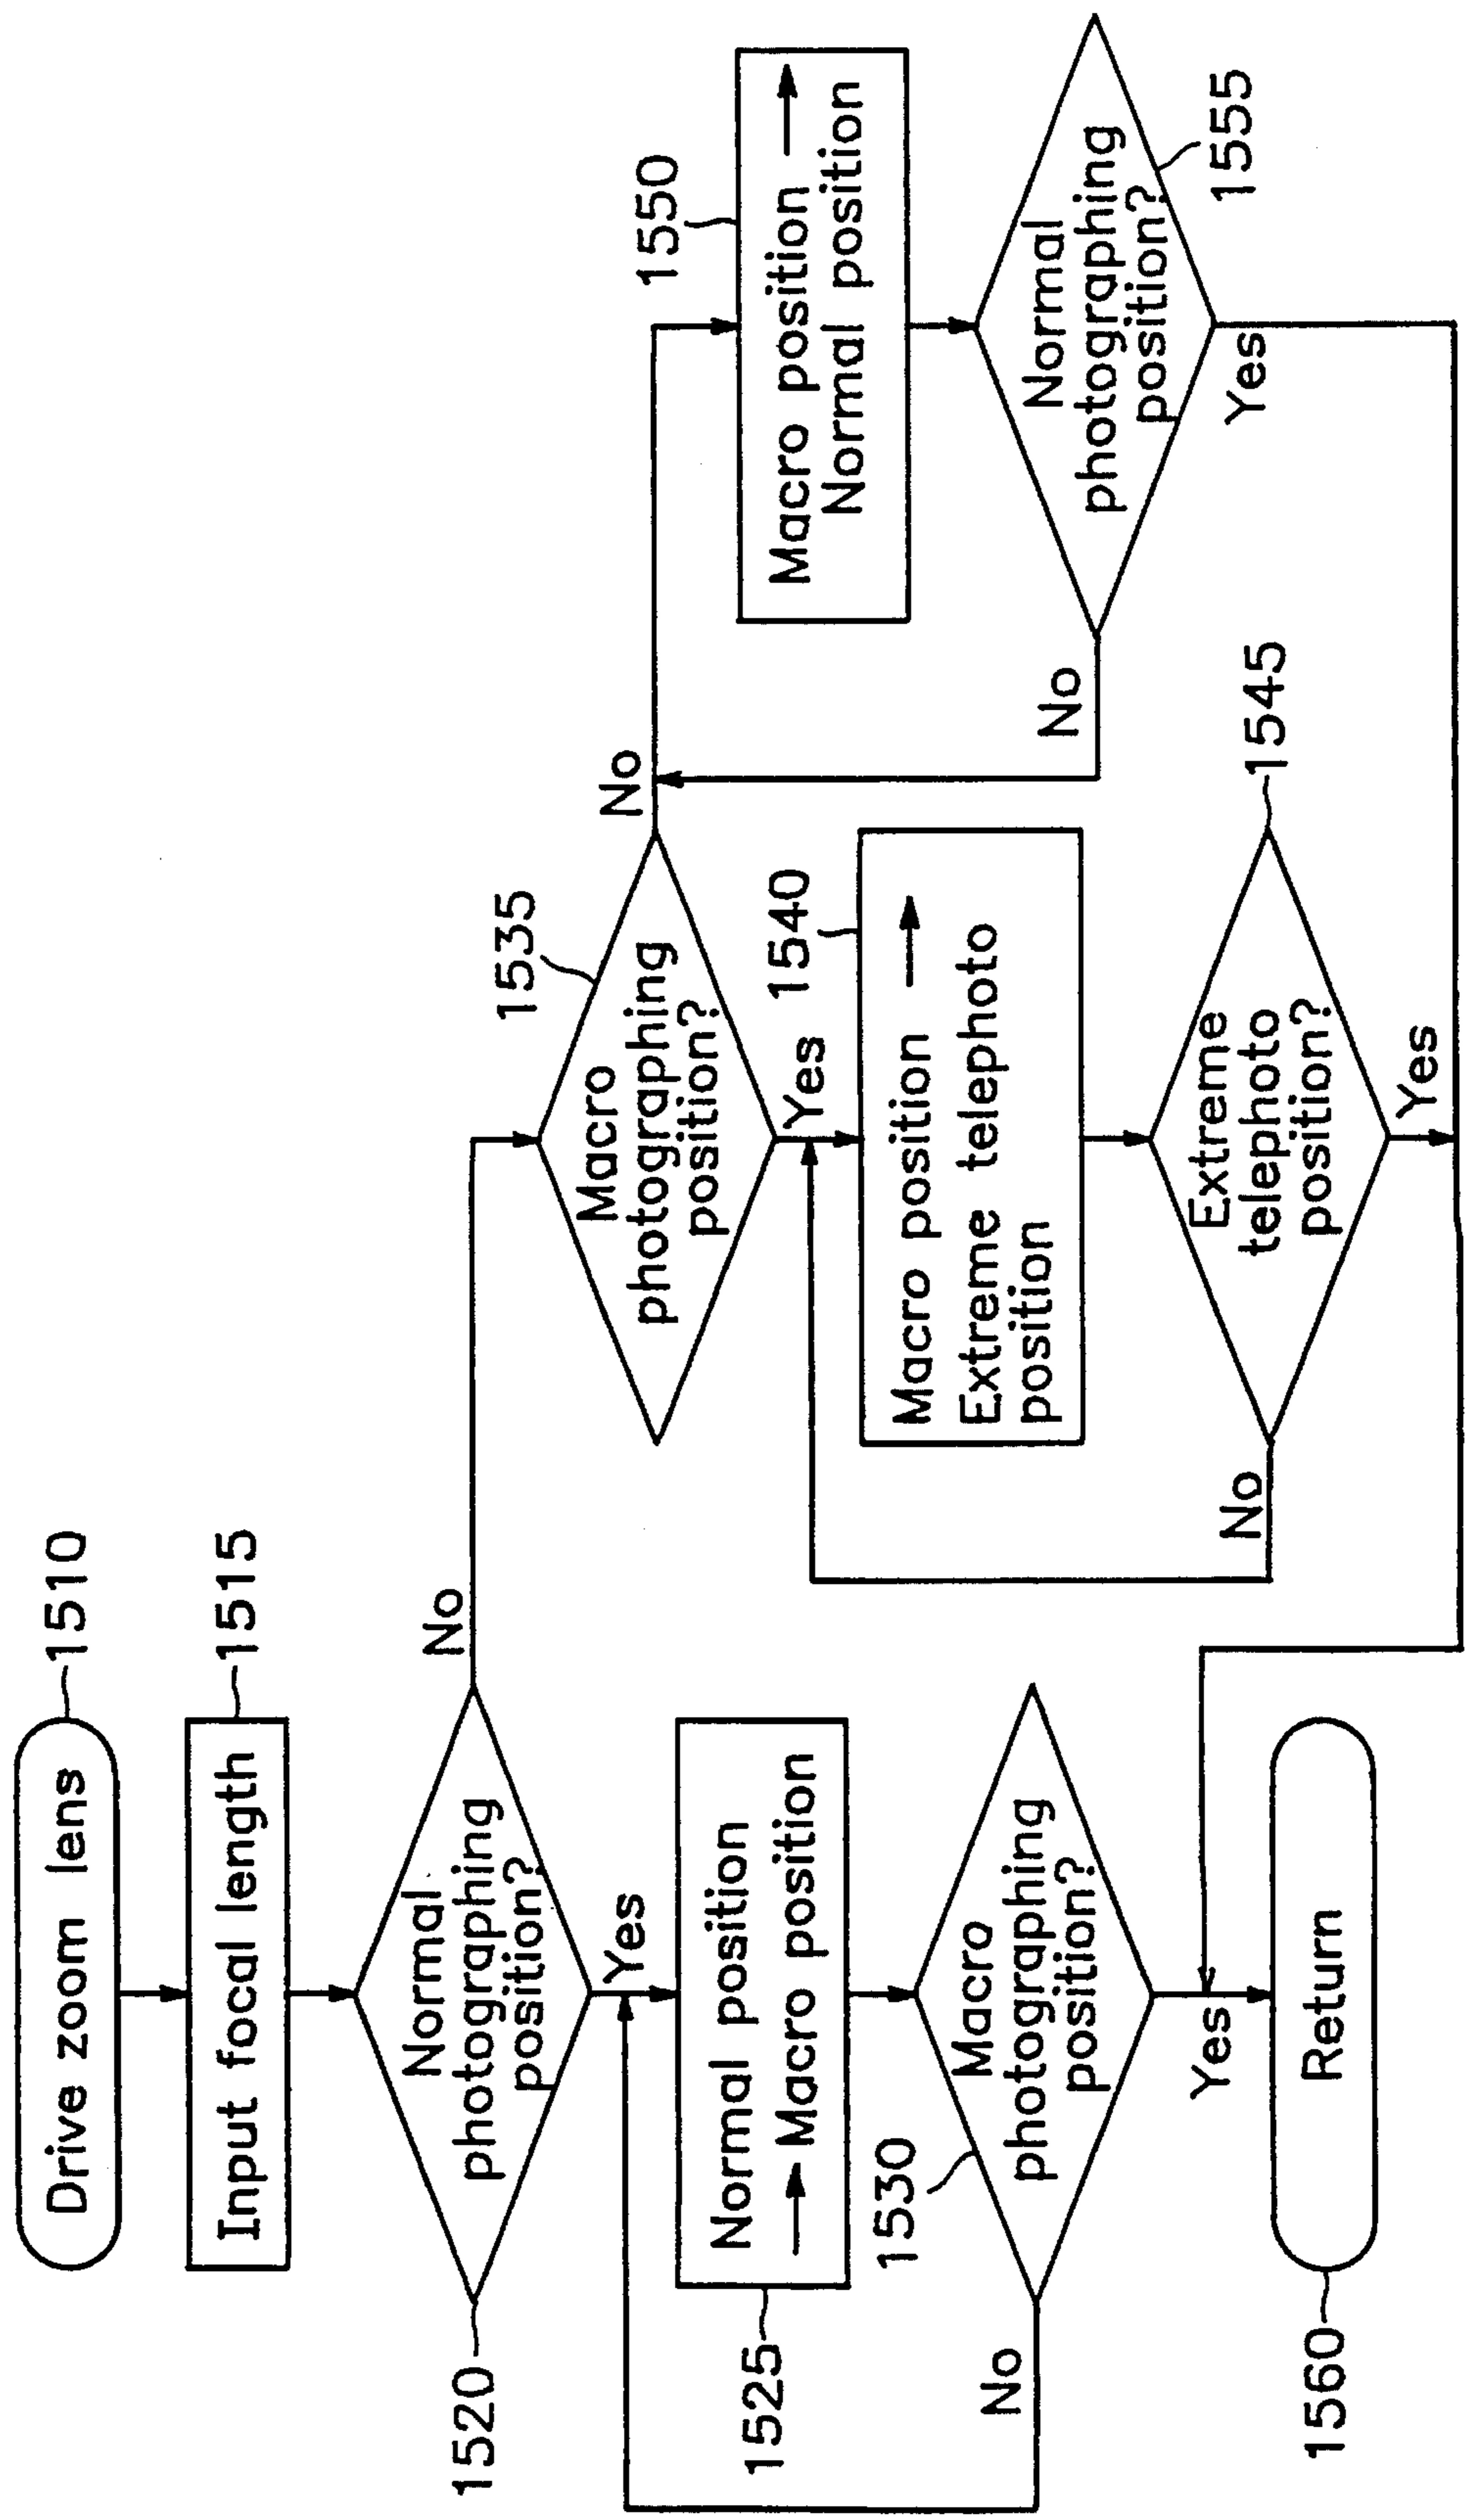 Drive zoom lens
1510
Input focal length
1515
1520
Normal
photographing
position?
No
Yes
Normal position
→ Macro position
1525
1530
Macro
photographing
position?
No
Yes
Return
1560
1535
Macro
photographing
position?
No
Yes
1540
Macro position →
Extreme telephoto
position
Extreme
telephoto
position?
1545
No
Yes
1550
Macro position →
Normal position
Normal
photographing
position?
1555
No
Yes